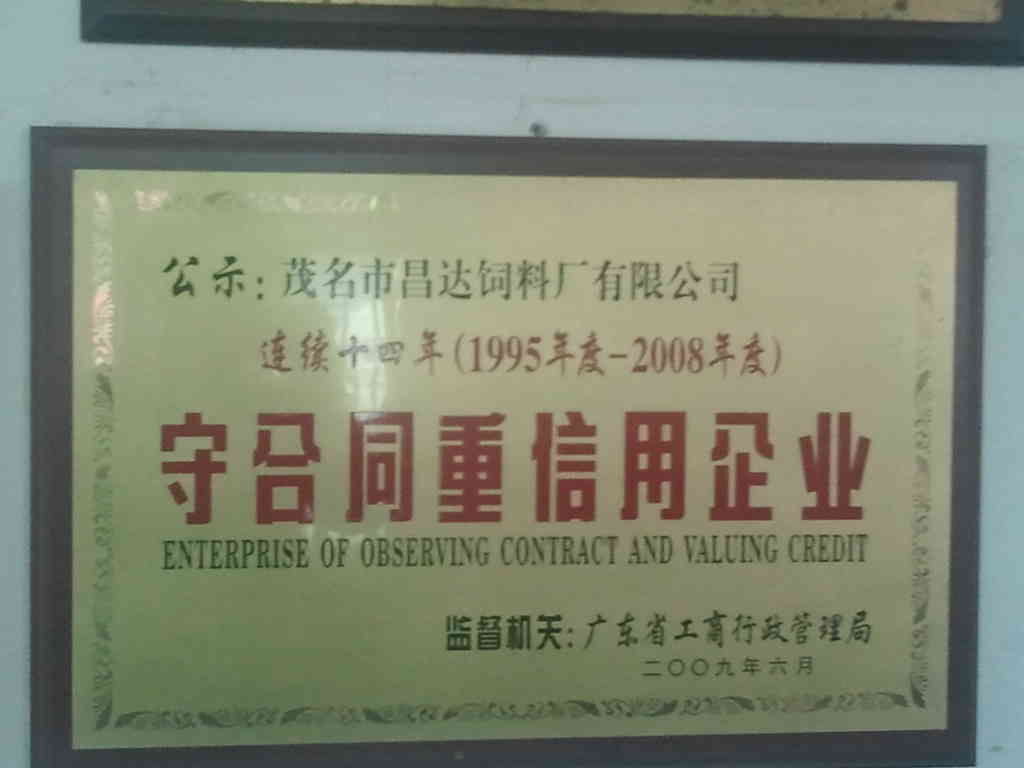 公示:茂名市昌达饲料厂有限公司
连续十四年(1995年度-2008年度)
守合同重信用企业
ENTERPRISE OF OBSERVING CONTRACT AND VALUING CREDIT
监督机关:广东省工商行政管理局
二〇〇九年六月